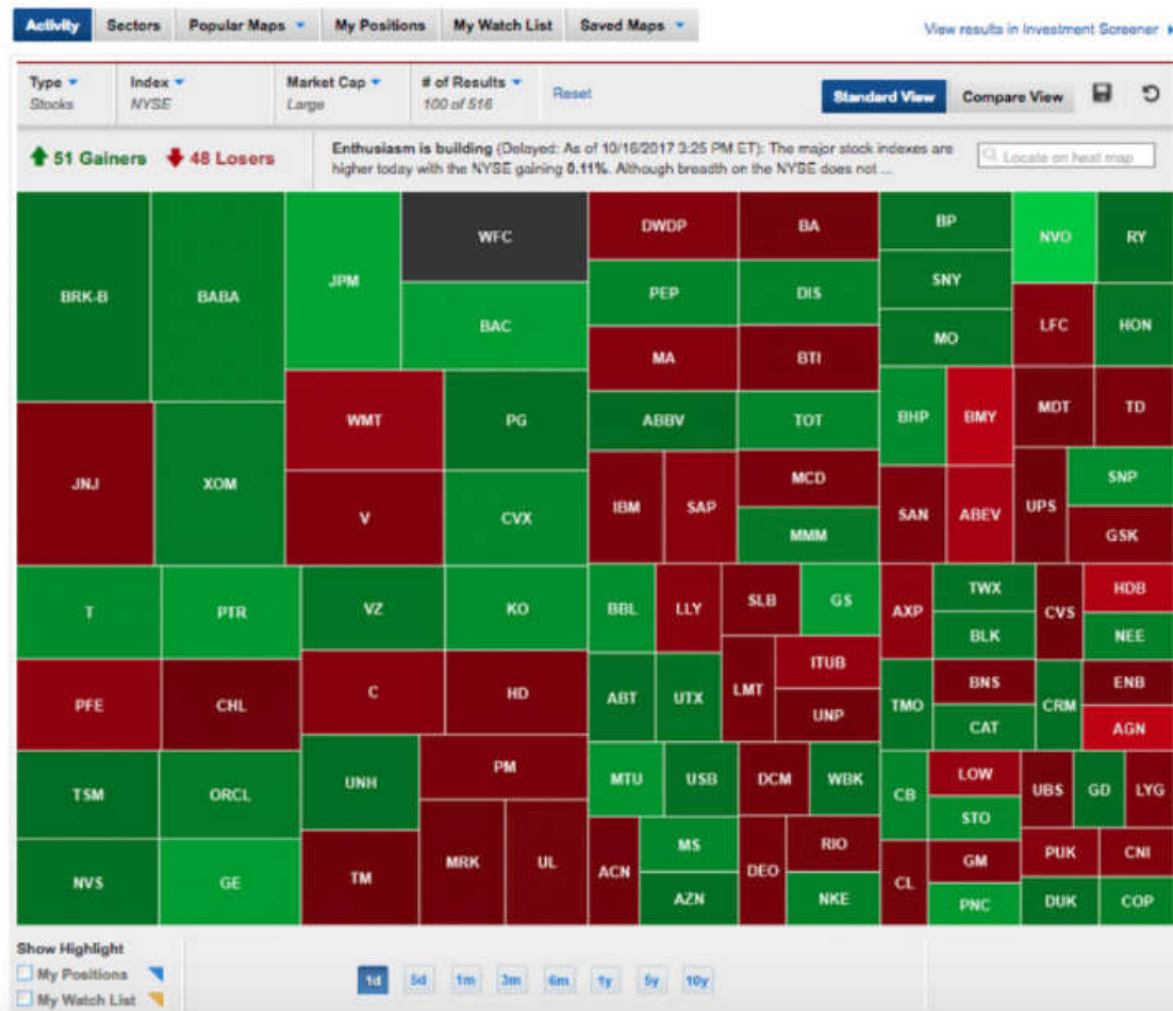 Activity Sectors Popular Maps My Positions My Watch List Saved Maps View results in Investment Screener
Type Index Market Cap # of Results Reset Standard View Compare View
Stocks NYSE Large 100 of 516
51 Gainers 48 Losers
Enthusiasm is building (Delayed: As of 10/16/2017 3:25 PM ET): The major stock indexes are
higher today with the NYSE gaining 0.11%. Although breadth on the NYSE does not ...
Locate on heat map
BRK-B
BABA
JPM
WFC
BAC
JNJ
XOM
WMT
PG
V
CVX
T
PTR
VZ
KO
PFE
CHL
C
HD
TSM
ORCL
UNH
PM
NVS
GE
TM
MRK
UL
DWDP
BA
PEP
DIS
MA
BTI
ABBV
TOT
IBM
SAP
MCD
MMM
BBL
LLY
SLB
GS
ABT
UTX
LMT
ITUB
UNP
MTU
USB
DCM
WBK
ACN
MS
AZN
DEO
RIO
NKE
BP
SNY
MO
NVO
RY
LFC
HON
BHP
BMY
MDT
TD
SAN
ABEV
UPS
SNP
GSK
AXP
TWX
BLK
CVS
HDB
NEE
TMO
BNS
CAT
CRM
ENB
AGN
CB
LOW
STO
UBS
GD
LYG
CL
GM
PNC
PUK
CNI
DUK
COP
Show Highlight
My Positions
My Watch List
1d 5d 1m 3m 6m 1y 5y 10y